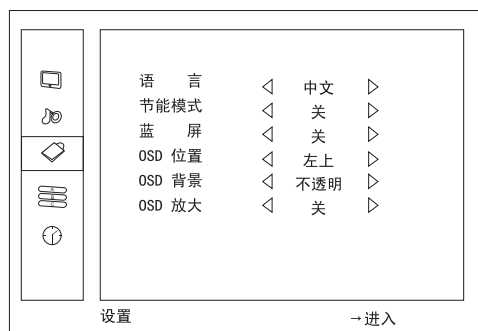 语 言 中文
节能模式 关
蓝 屏 关
OSD 位置 左上
OSD 背景 不透明
OSD 放大 关
设置 →进入